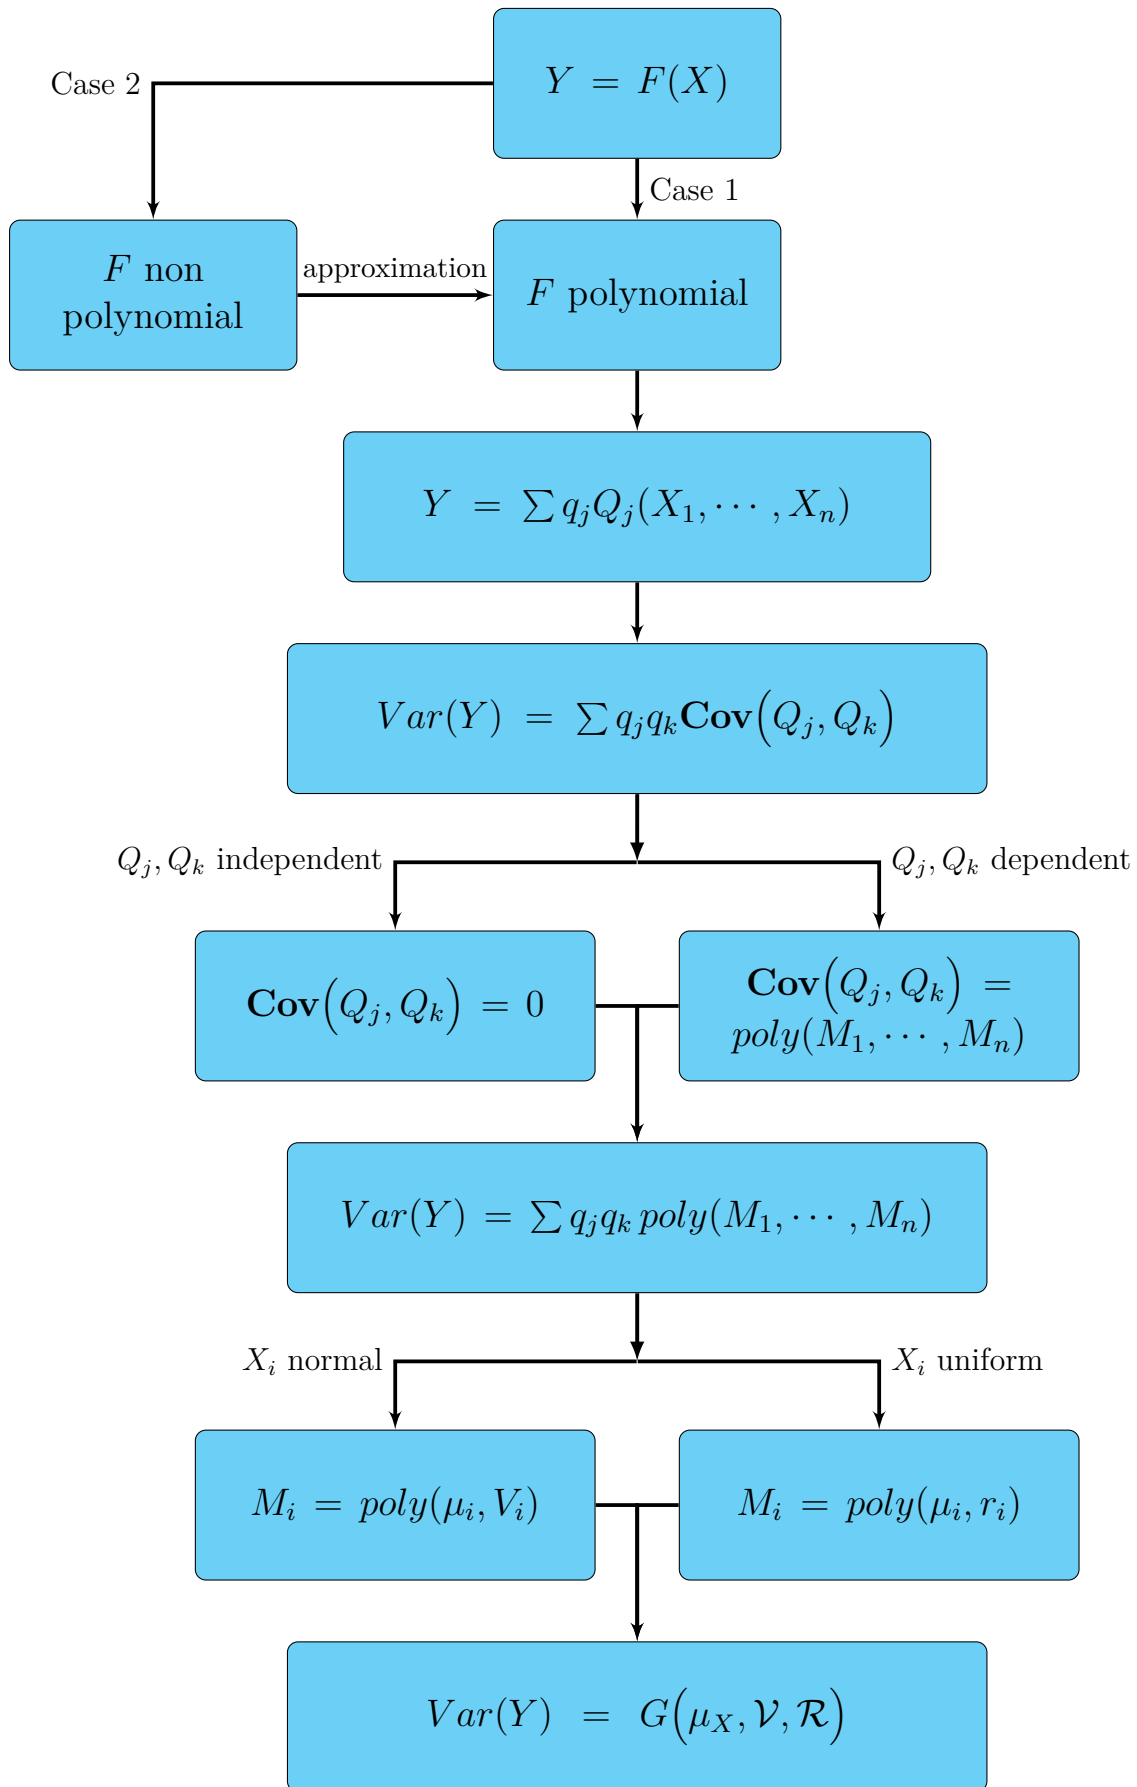 Y = F(X)
Case 2
Case 1
F non
polynomial
approximation
F polynomial
Y = ∑ q_j Q_j(X_1, ⋯ , X_n)
Var(Y) = ∑ q_j q_k Cov(Q_j, Q_k)
Q_j, Q_k independent
Q_j, Q_k dependent
Cov(Q_j, Q_k) = 0
Cov(Q_j, Q_k) =
poly(M_1, ⋯ , M_n)
Var(Y) = ∑ q_j q_k poly(M_1, ⋯ , M_n)
X_i normal
X_i uniform
M_i = poly(μ_i, V_i)
M_i = poly(μ_i, r_i)
Var(Y) = G(μ_X, 𝒱, ℛ)